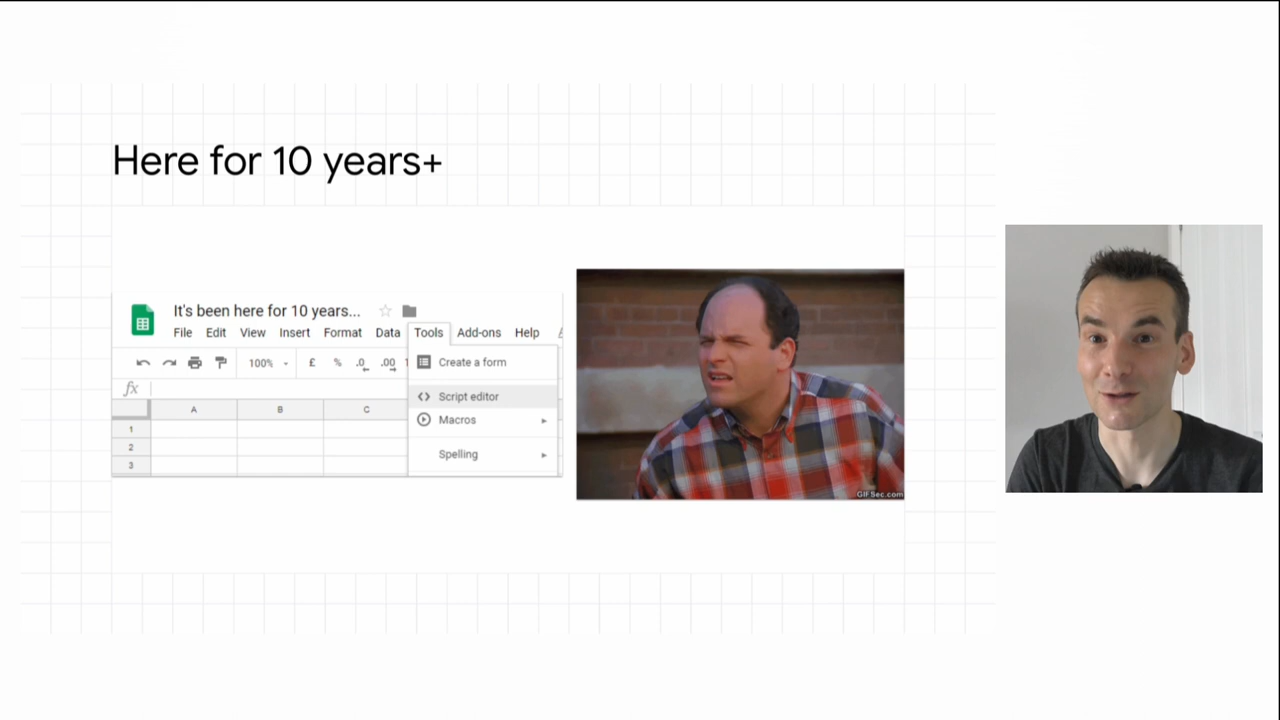 Here for 10 years+
It's been here for 10 years...
File Edit View Insert Format Data Tools Add-ons Help
100% £ % .0 .00
Create a form
fx
Script editor
A B C
Macros
1
2
Spelling
3
GIFSec.com